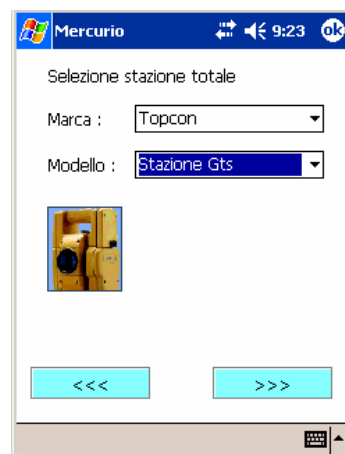 Mercurio 9:23 ok
Selezione stazione totale
Marca : Topcon
Modello : Stazione Gts
<<< >>>